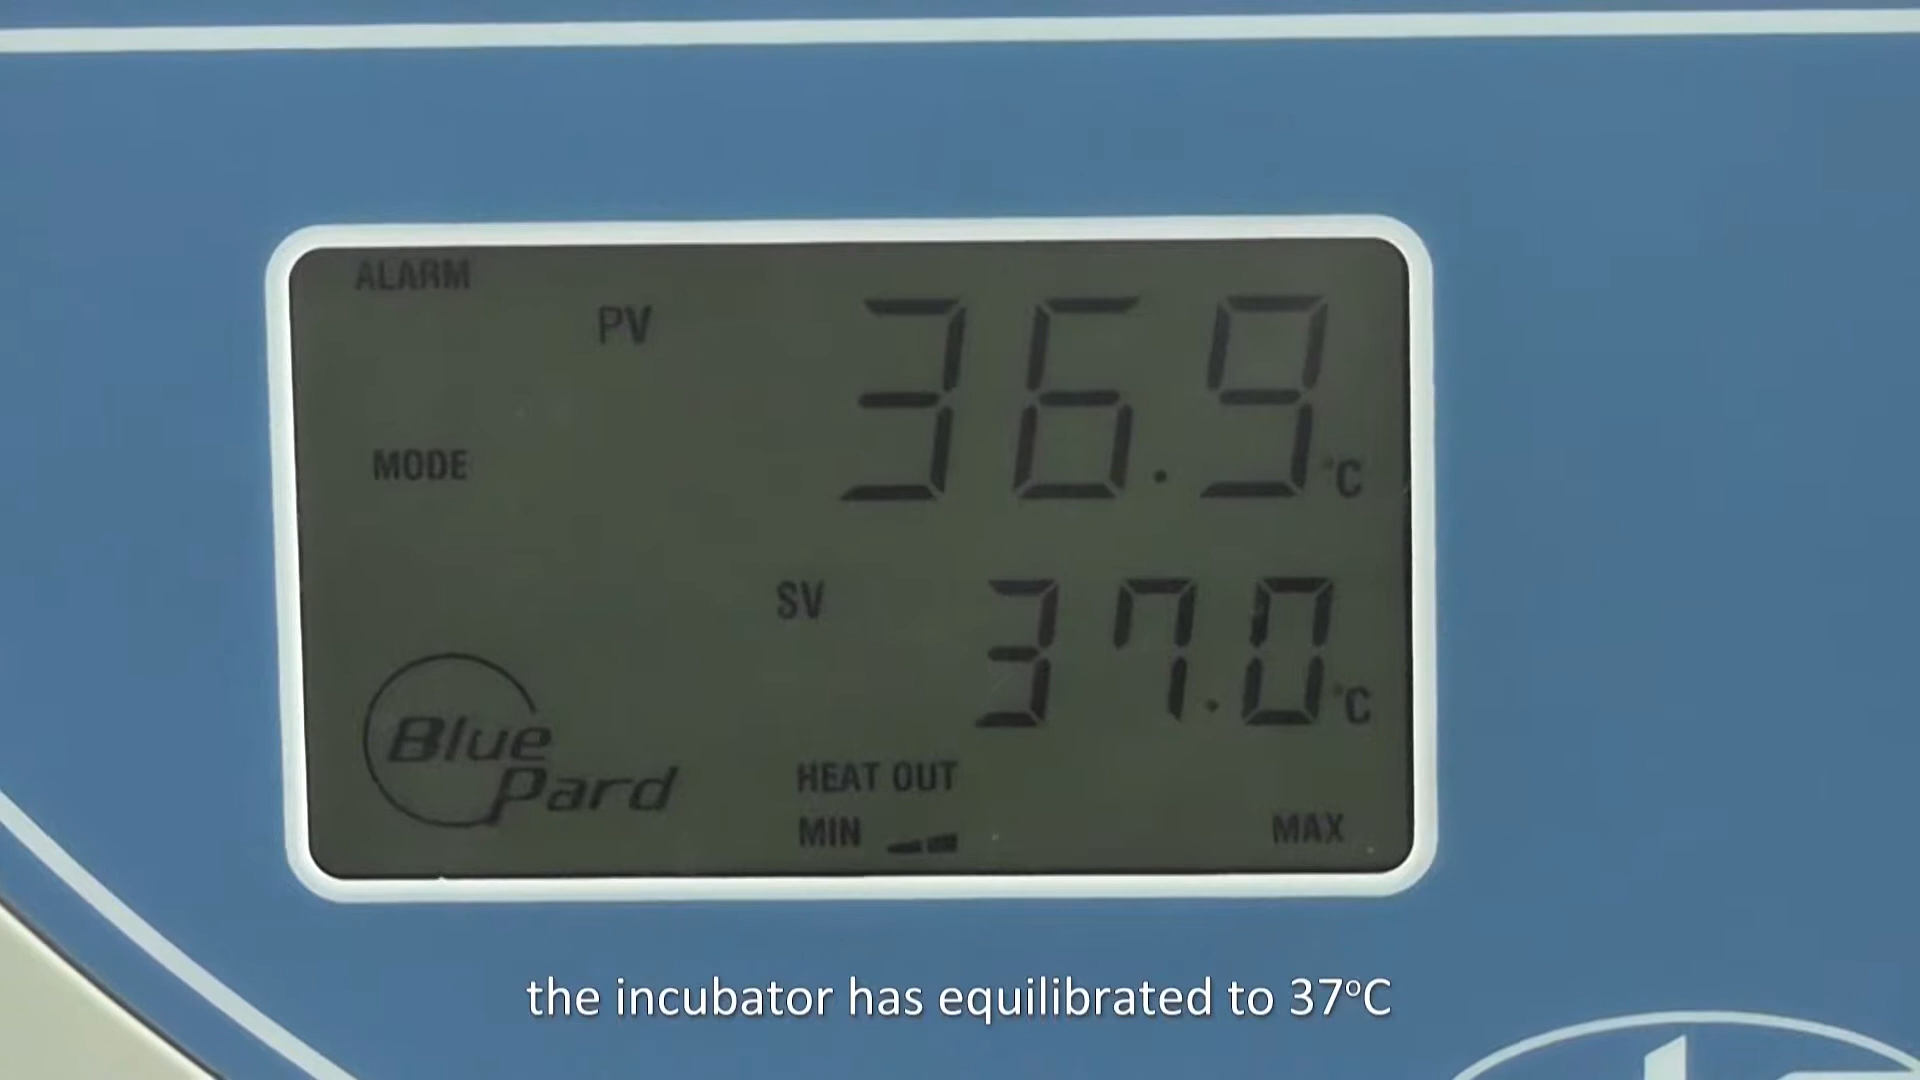 ALARM
PV 36.9 °C
MODE
SV 37.0 °C
Blue
Pard
HEAT OUT
MIN MAX
the incubator has equilibrated to 37°C